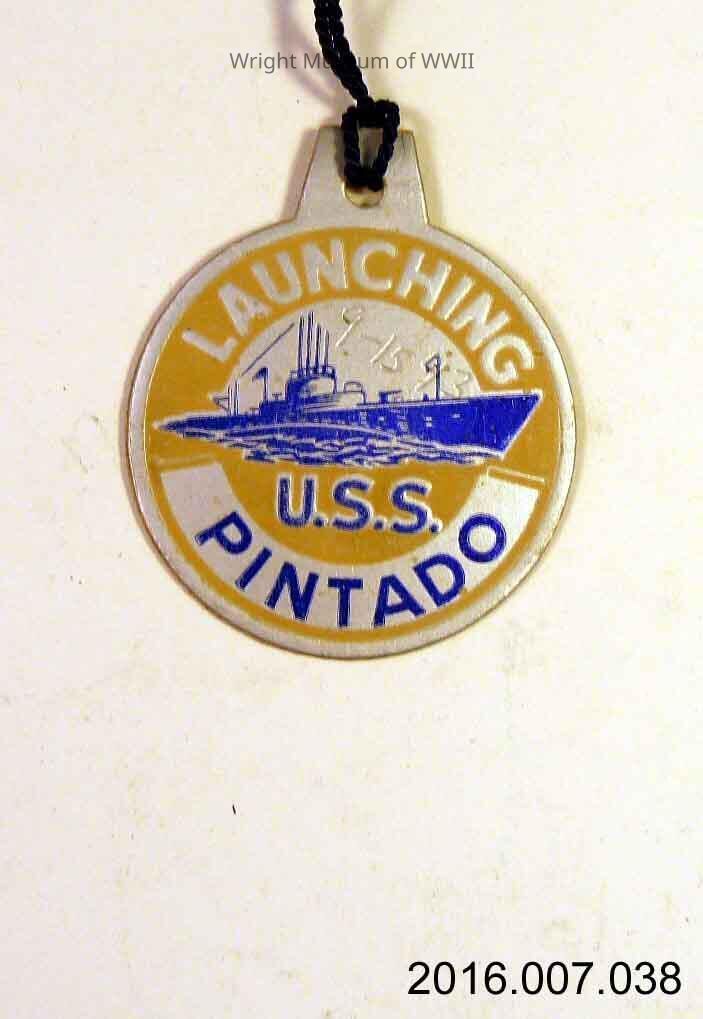 Wright Museum of WWII
LAUNCHING
9-15 43
U.S.S.
PINTADO
2016.007.038